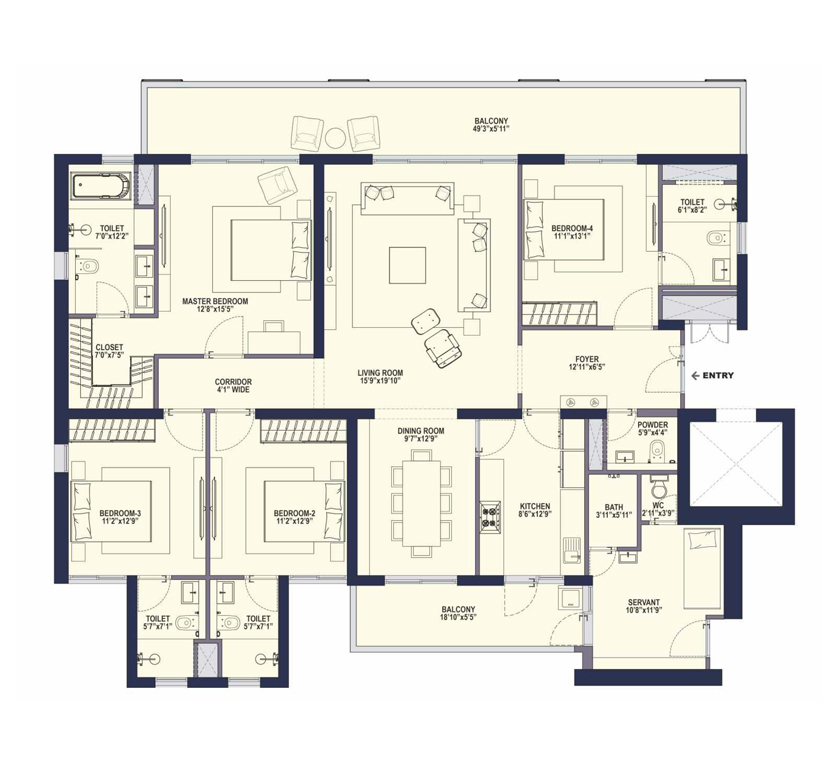 BALCONY
49'3"x5'11"
TOILET
7'0"x12'2"
MASTER BEDROOM
12'8"x15'5"
BEDROOM-4
11'1"x13'1"
TOILET
6'1"x8'2"
CLOSET
7'0"x7'5"
CORRIDOR
4'1" WIDE
LIVING ROOM
15'9"x19'10"
FOYER
12'11"x6'5"
ENTRY
DINING ROOM
9'7"x12'9"
POWDER
5'9"x4'4"
BEDROOM-3
11'2"x12'9"
BEDROOM-2
11'2"x12'9"
KITCHEN
8'6"x12'9"
BATH
3'11"x5'11"
WC
2'11"x3'9"
TOILET
5'7"x7'1"
TOILET
5'7"x7'1"
BALCONY
18'10"x5'5"
SERVANT
10'8"x11'9"